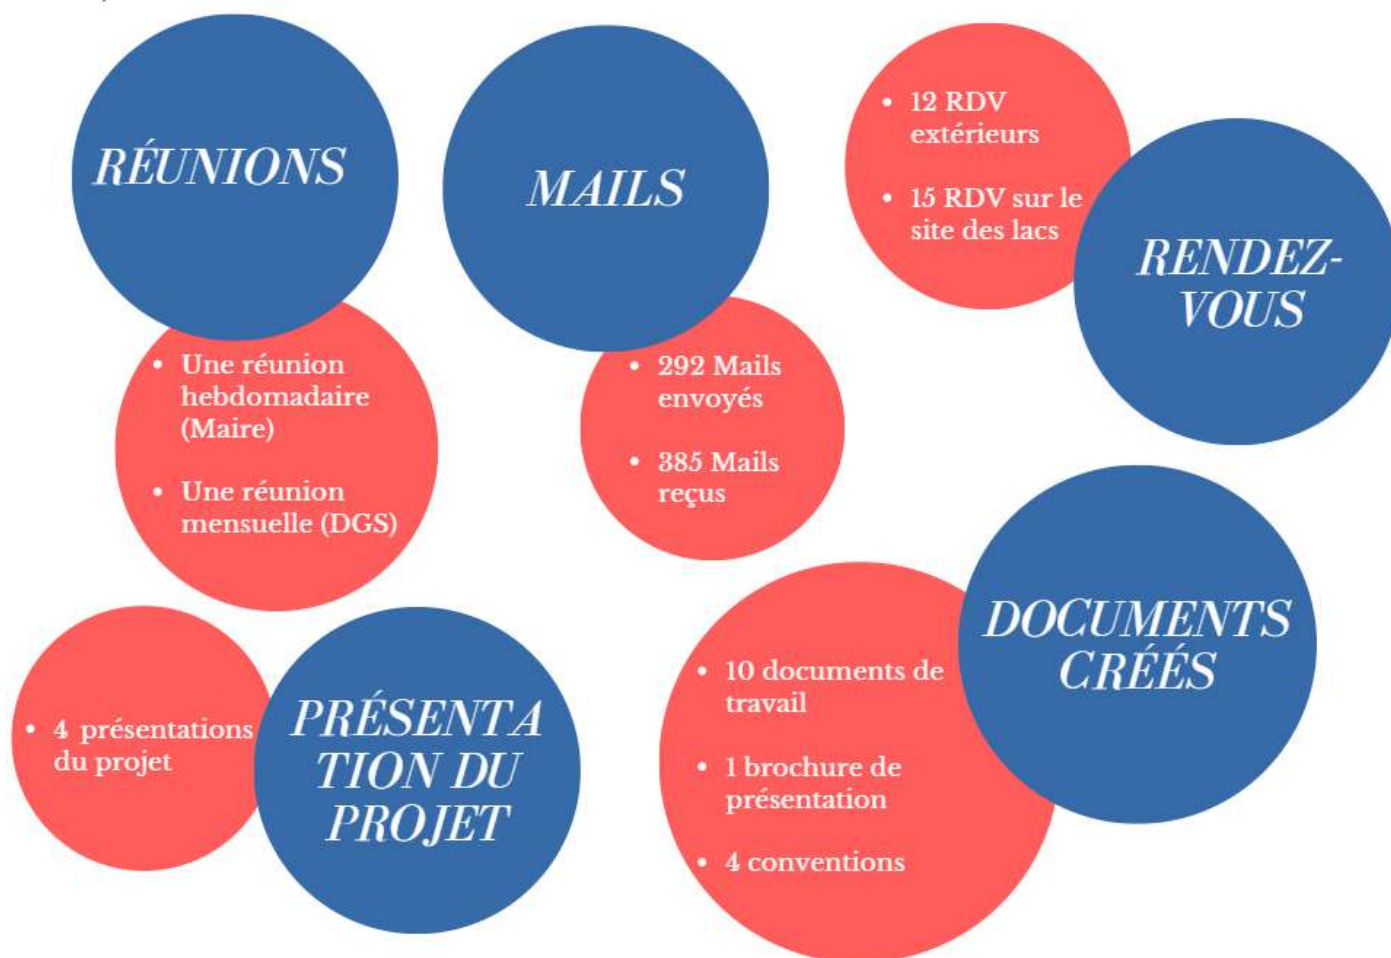 RÉUNIONS
• Une réunion
hebdomadaire
(Maire)
• Une réunion
mensuelle (DGS)
MAILS
• 292 Mails
envoyés
• 385 Mails
reçus
• 12 RDV
extérieurs
• 15 RDV sur le
site des lacs
RENDEZ-
VOUS
• 4 présentations
du projet
PRÉSENTA
TION DU
PROJET
DOCUMENTS
CRÉÉS
• 10 documents de
travail
• 1 brochure de
présentation
• 4 conventions